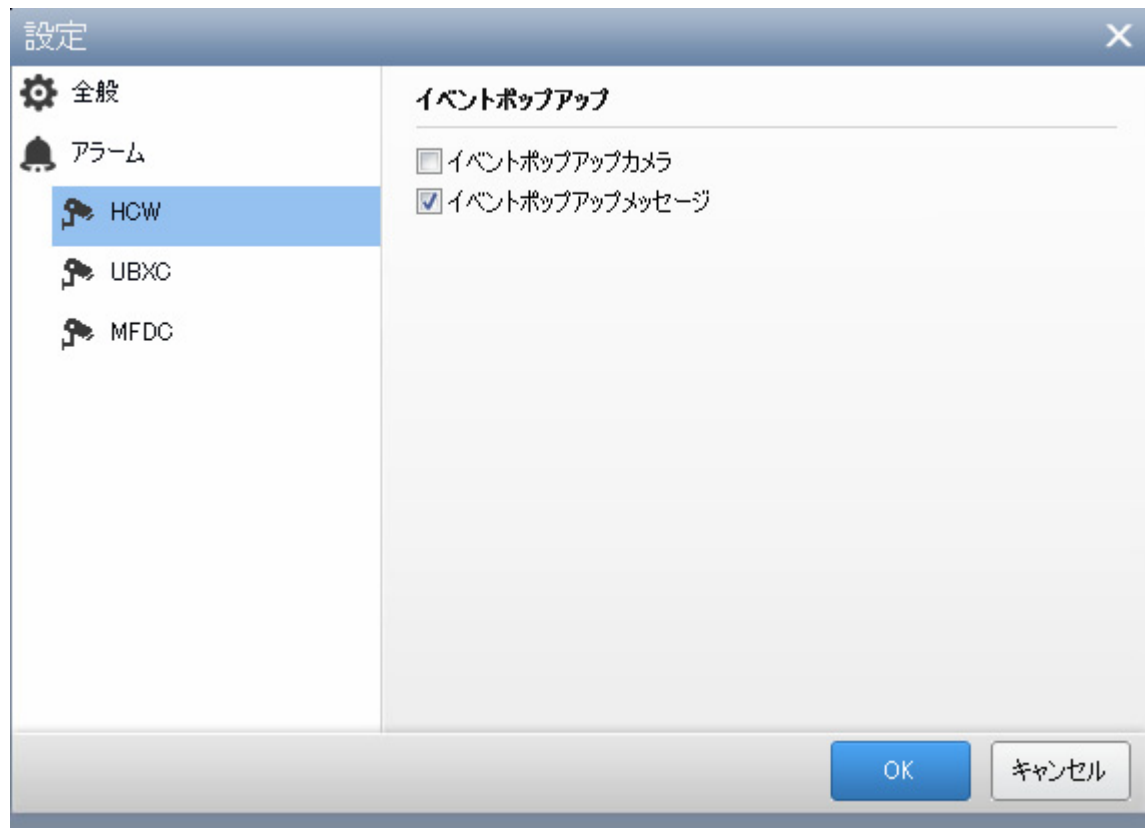 設定
全般
アラーム
HCW
UBXC
MFDC
イベントポップアップ
イベントポップアップカメラ
イベントポップアップメッセージ
OK
キャンセル